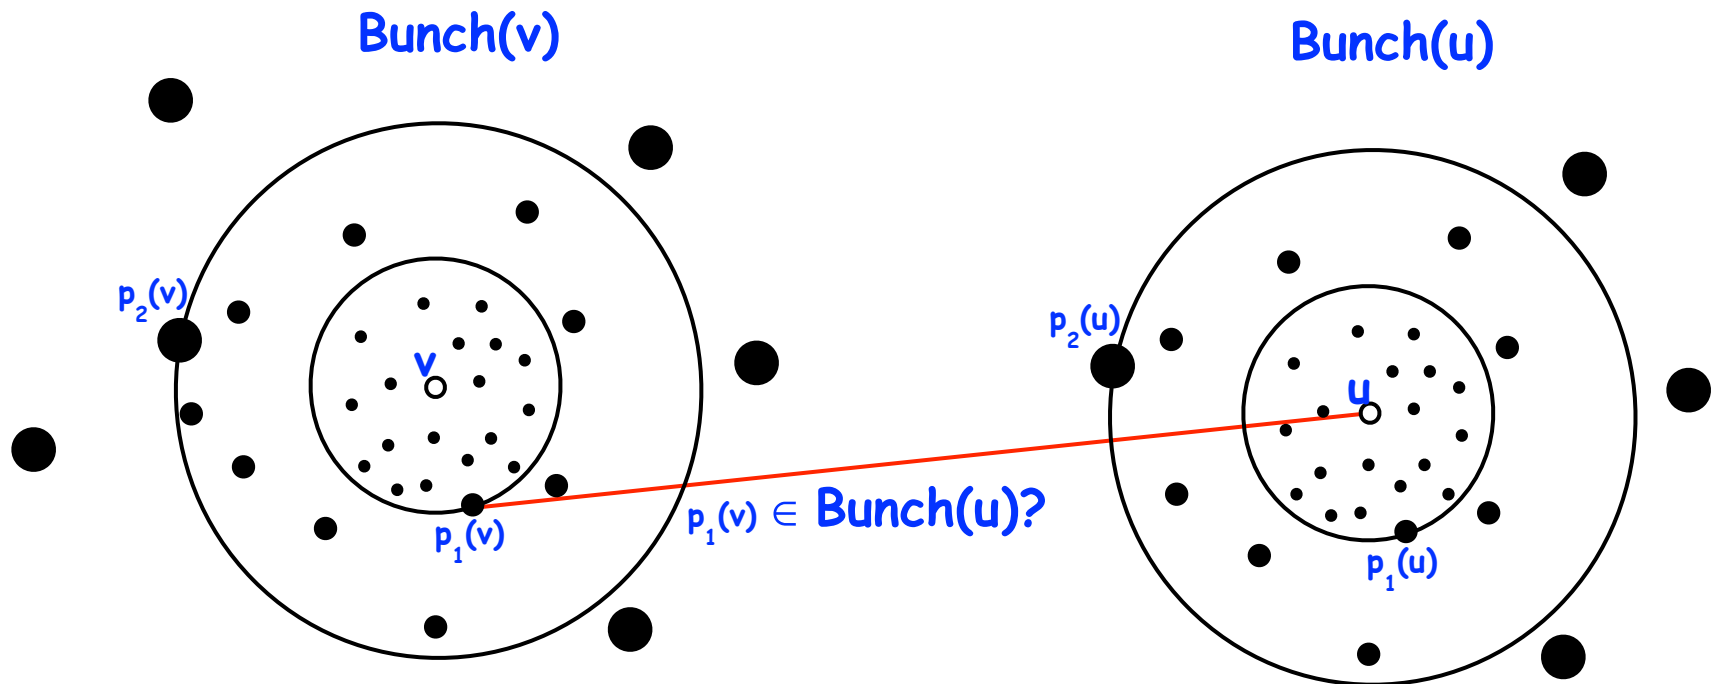 Bunch(v)
Bunch(u)
p₂(v)
p₂(u)
v
u
p₁(v) ∈ Bunch(u)?
p₁(v)
p₁(u)